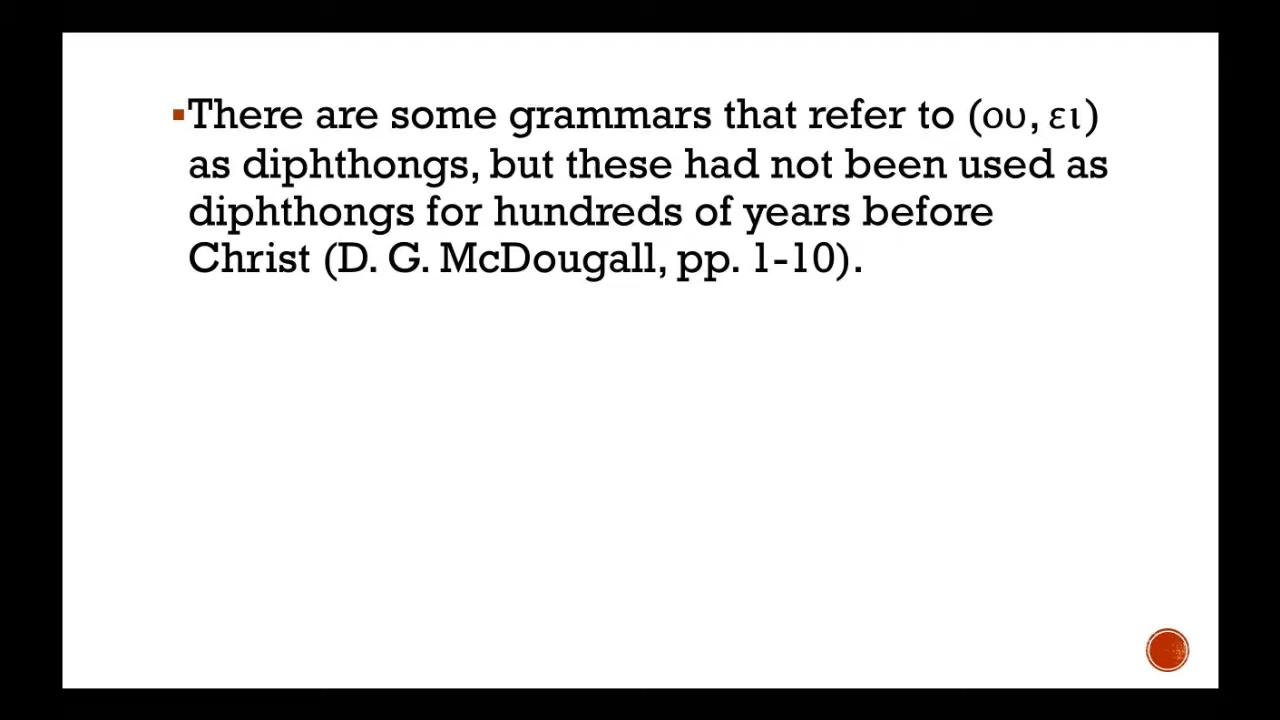 ▪There are some grammars that refer to (ου, ει)
as diphthongs, but these had not been used as
diphthongs for hundreds of years before
Christ (D. G. McDougall, pp. 1-10).